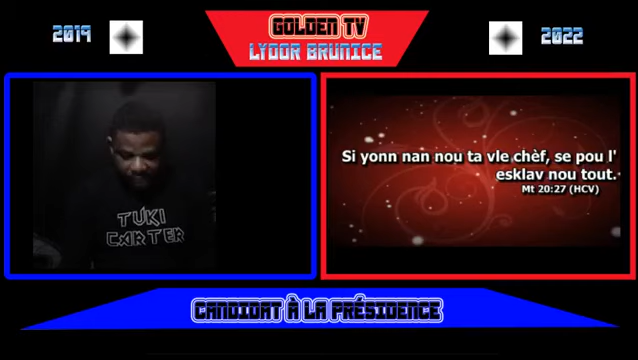 2019
GOLDEN TV
LYDOR BRUNICE
2022
TUKI
CARTER
Si yonn nan nou ta vle chèf, se pou l'
esklav nou tout.
Mt 20:27 (HCV)
CANDIDAT À LA PRÉSIDENCE